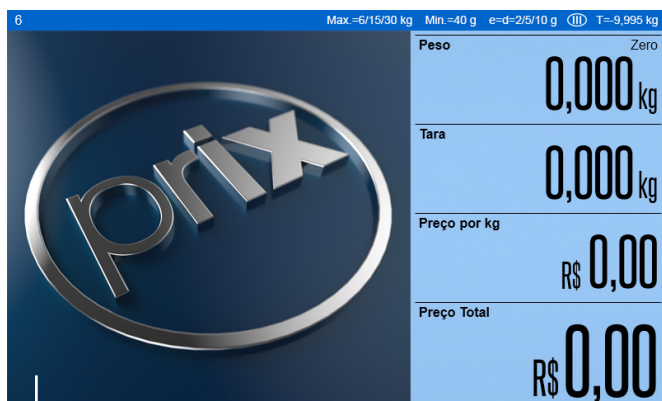 6 Max.=6/15/30 kg Min.=40 g e=d=2/5/10 g III T=-9,995 kg
prix
Peso Zero
0,000 kg
Tara
0,000 kg
Preço por kg
R$ 0,00
Preço Total
R$ 0,00